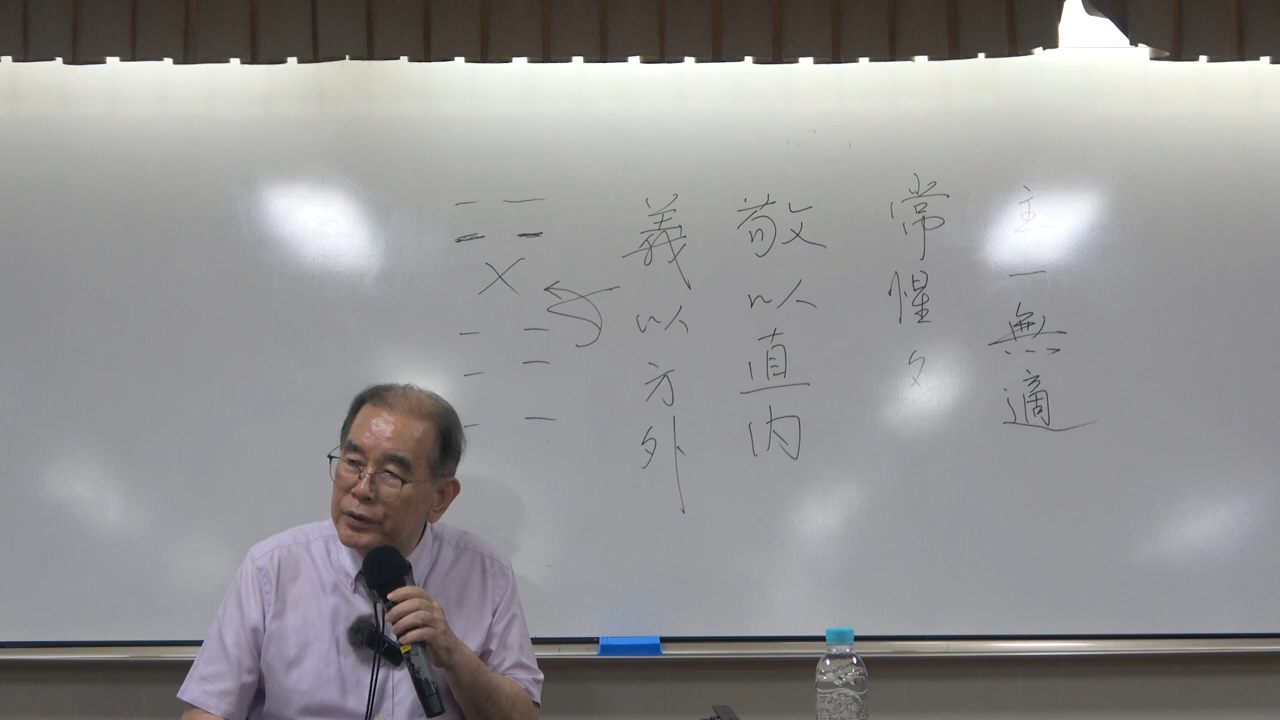 主一無適
常惺々
敬以直内
義以方外